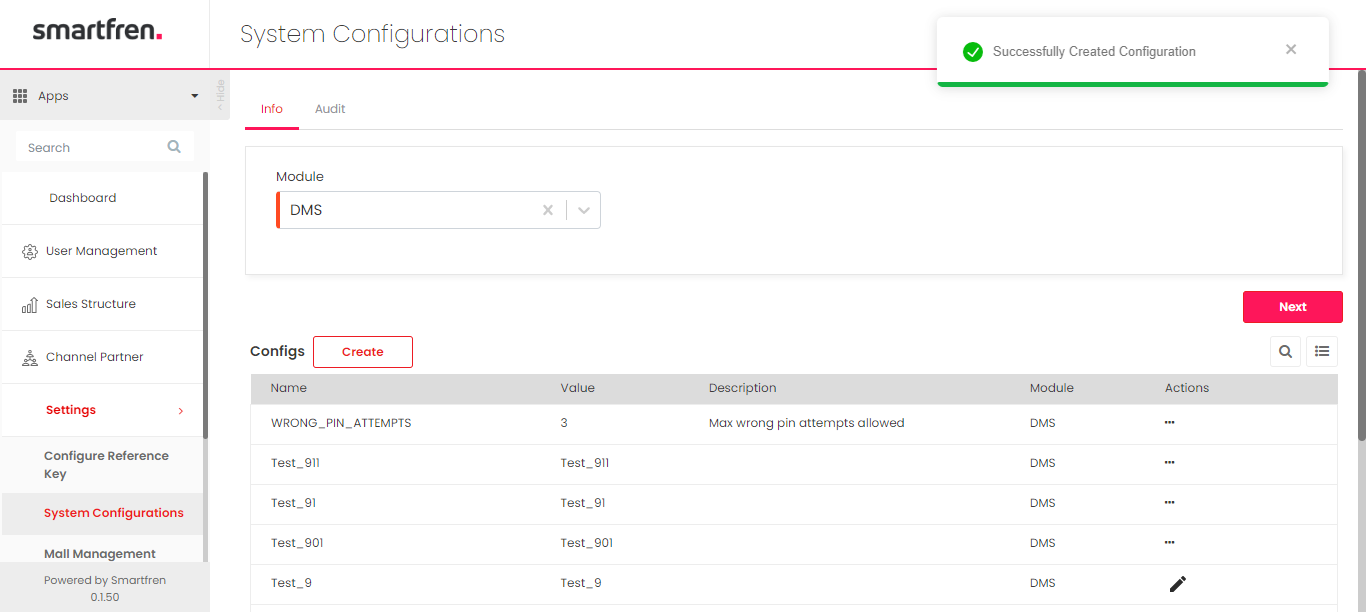 smartfren.
System Configurations
Successfully Created Configuration
Apps
< Hide
Info
Audit
Search
Module
Dashboard
DMS
User Management
Sales Structure
Next
Channel Partner
Configs
Create
Name Value Description Module Actions
Settings
WRONG_PIN_ATTEMPTS 3 Max wrong pin attempts allowed DMS
Configure Reference
Key
Test_911 Test_911 DMS
System Configurations
Test_91 Test_91 DMS
Mall Management
Test_901 Test_901 DMS
Powered by Smartfren
0.1.50
Test_9 Test_9 DMS